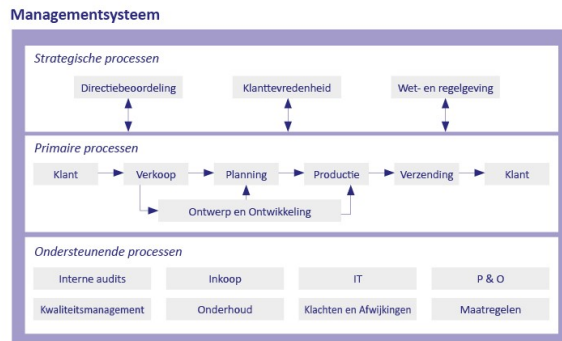 Managementsysteem
Strategische processen
Directiebeoordeling
Klanttevredenheid
Wet- en regelgeving
Primaire processen
Klant
Verkoop
Planning
Productie
Verzending
Klant
Ontwerp en Ontwikkeling
Ondersteunende processen
Interne audits
Inkoop
IT
P & O
Kwaliteitsmanagement
Onderhoud
Klachten en Afwijkingen
Maatregelen